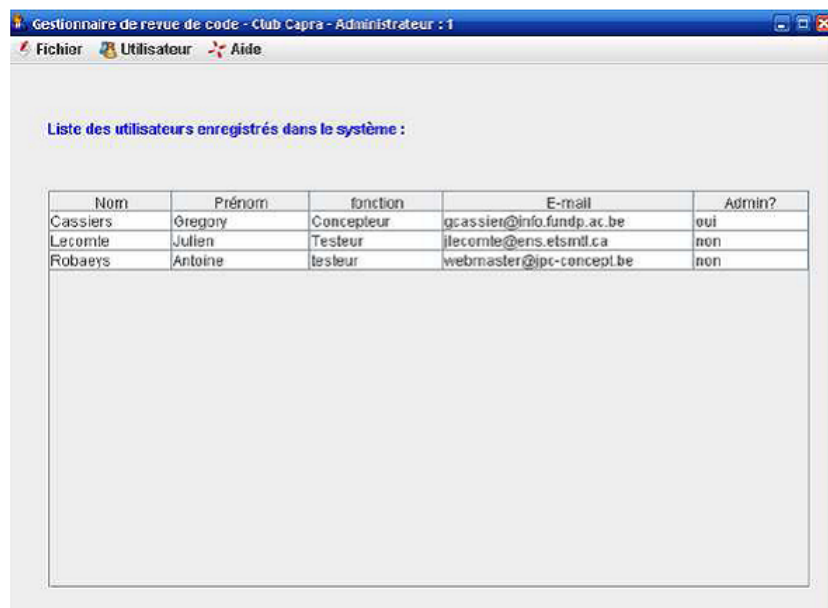 Gestionnaire de revue de code - Club Capra - Administrateur : 1
Fichier Utilisateur Aide
Liste des utilisateurs enregistrés dans le système :
Nom Prénom fonction E-mail Admin?
Cassiers Gregory Concepteur gcassier@info.fundp.ac.be oui
Lecomte Julien Testeur jlecomte@ens.etsmtl.ca non
Robaeys Antoine testeur webmaster@jpc-concept.be non